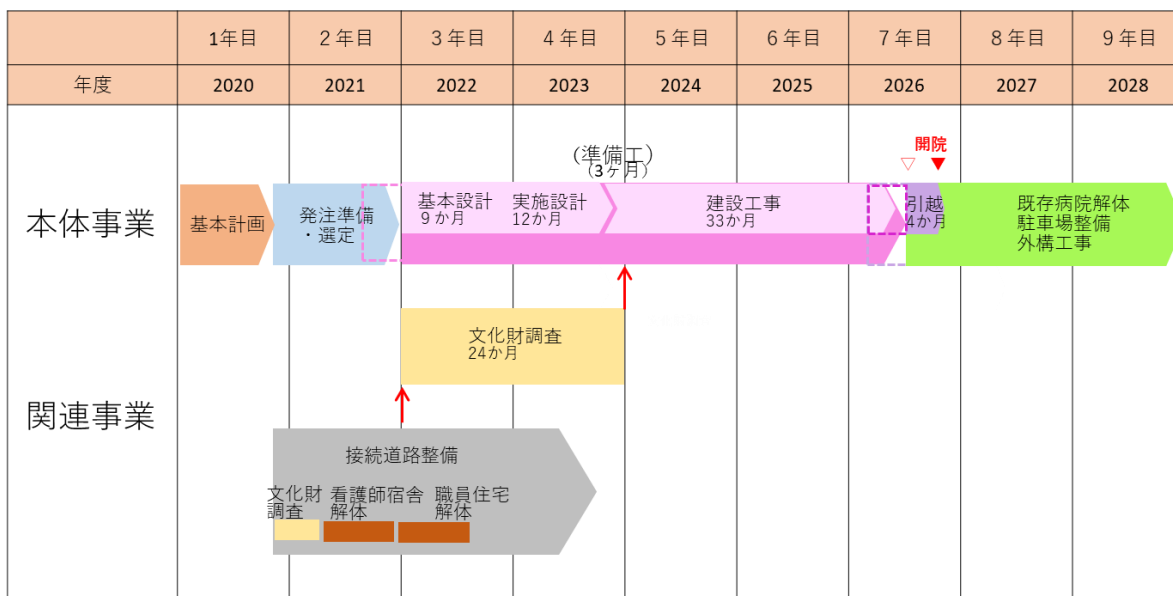 1年目
２年目
３年目
４年目
５年目
６年目
７年目
８年目
９年目
年度
2020
2021
2022
2023
2024
2025
2026
2027
2028
本体事業
基本計画
発注準備
・選定
基本設計
９か月
実施設計
12か月
(準備工)
(3ヶ月)
建設工事
33か月
引越
4か月
開院
既存病院解体
駐車場整備
外構工事
関連事業
文化財調査
24か月
接続道路整備
文化財
調査
看護師宿舎
解体
職員住宅
解体